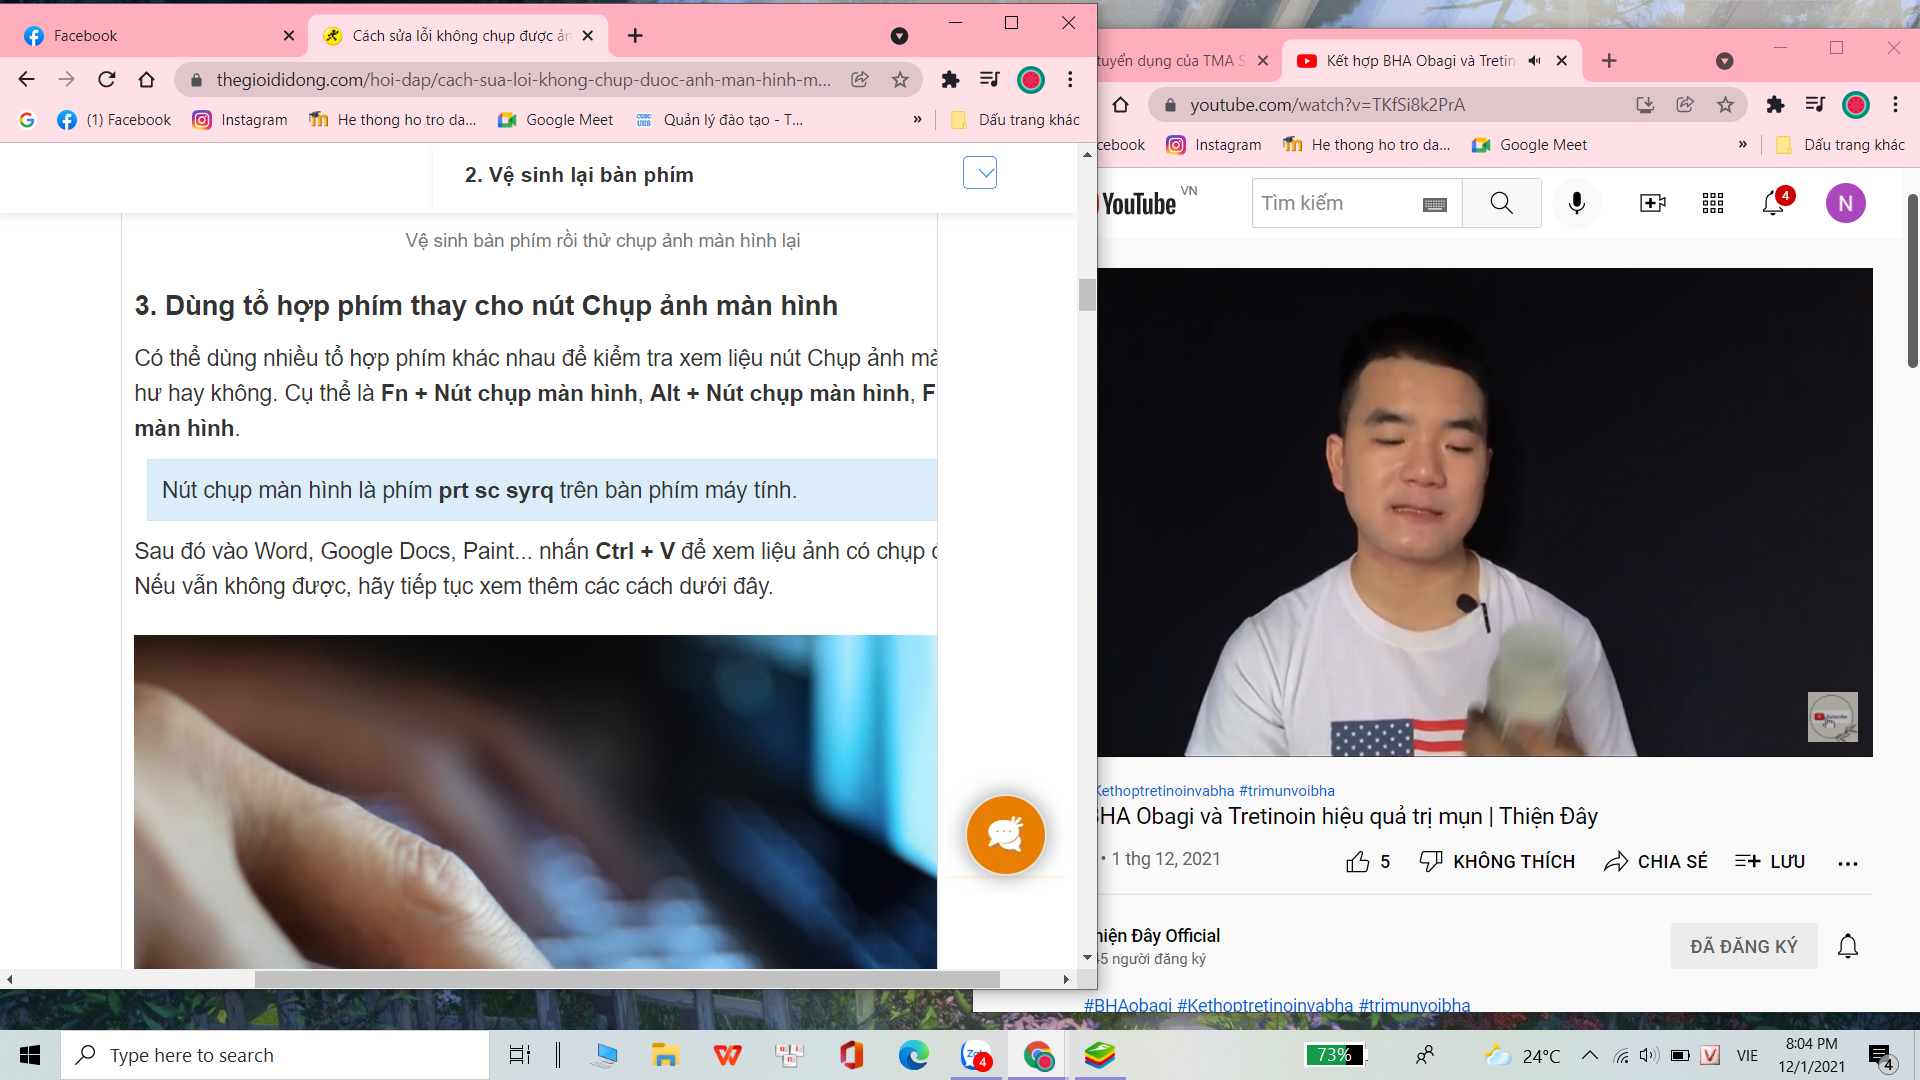 Facebook
Cách sửa lỗi không chụp được ản
thegioididong.com/hoi-dap/cach-sua-loi-khong-chup-duoc-anh-man-hinh-m...
(1) Facebook
Instagram
He thong ho tro da...
Google Meet
Quản lý đào tạo - T...
»
Dấu trang khác
2. Vệ sinh lại bàn phím
Vệ sinh bàn phím rồi thử chụp ảnh màn hình lại
3. Dùng tổ hợp phím thay cho nút Chụp ảnh màn hình
Có thể dùng nhiều tổ hợp phím khác nhau để kiểm tra xem liệu nút Chụp ảnh mà
hư hay không. Cụ thể là Fn + Nút chụp màn hình, Alt + Nút chụp màn hình, F
màn hình.
Nút chụp màn hình là phím prt sc syrq trên bàn phím máy tính.
Sau đó vào Word, Google Docs, Paint... nhấn Ctrl + V để xem liệu ảnh có chụp
Nếu vẫn không được, hãy tiếp tục xem thêm các cách dưới đây.
tuyển dụng của TMA S
Kết hợp BHA Obagi và Tretin
youtube.com/watch?v=TKfSi8k2PrA
cebook
Instagram
He thong ho tro da...
Google Meet
»
Dấu trang khác
YouTube VN
Tìm kiếm
4
N
Kethoptretinoinvabha #trimunvoibha
BHA Obagi và Tretinoin hiệu quả trị mụn | Thiện Đây
• 1 thg 12, 2021
5
KHÔNG THÍCH
CHIA SẺ
LƯU
hiện Đây Official
45 người đăng ký
ĐÃ ĐĂNG KÝ
#BHAobagi #Kethoptretinoinvabha #trimunvoibha
Type here to search
4
73%
24°C
VIE
8:04 PM
12/1/2021
4